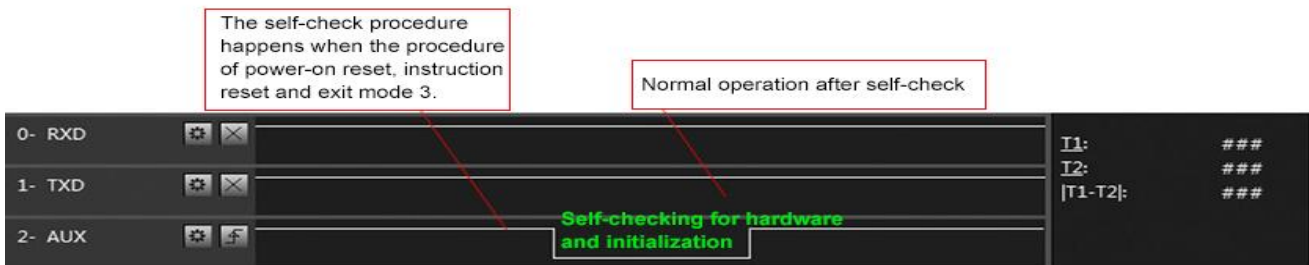 The self-check procedure
happens when the procedure
of power-on reset, instruction
reset and exit mode 3.
Normal operation after self-check
0- RXD
T1: ###
T2: ###
1- TXD
|T1-T2|: ###
Self-checking for hardware
and initialization
2- AUX